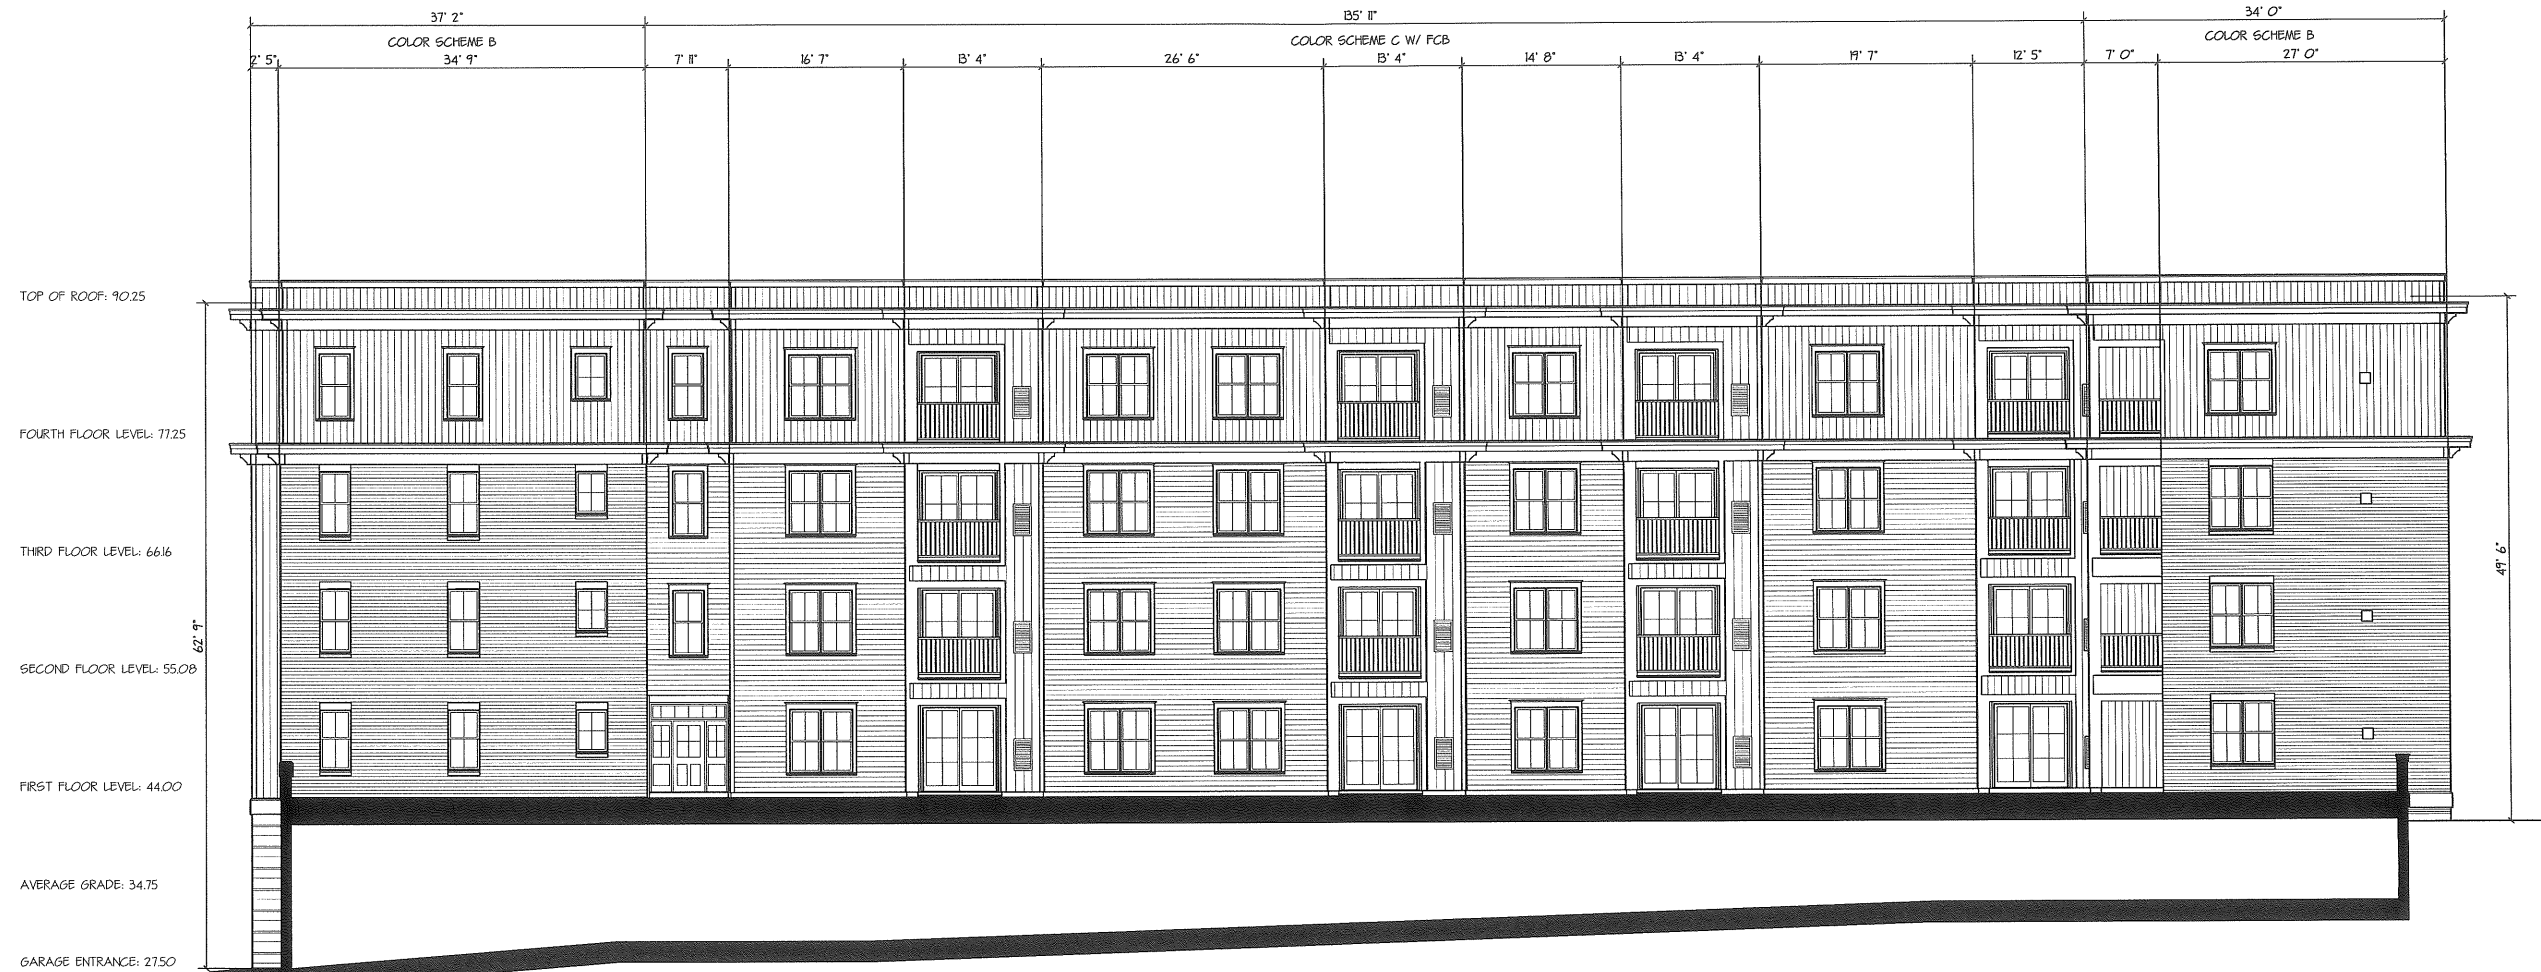 37' 2"
135' 11"
34' 0"
COLOR SCHEME B
COLOR SCHEME C W/ FCB
COLOR SCHEME B
2' 5"
34' 9"
7' 11"
16' 7"
13' 4"
26' 6"
13' 4"
14' 8"
13' 4"
19' 7"
12' 5"
7' 0"
27' 0"
TOP OF ROOF: 90.25
FOURTH FLOOR LEVEL: 77.25
THIRD FLOOR LEVEL: 66.16
49' 6"
62' 9"
SECOND FLOOR LEVEL: 55.08
FIRST FLOOR LEVEL: 44.00
AVERAGE GRADE: 34.75
GARAGE ENTRANCE: 27.50